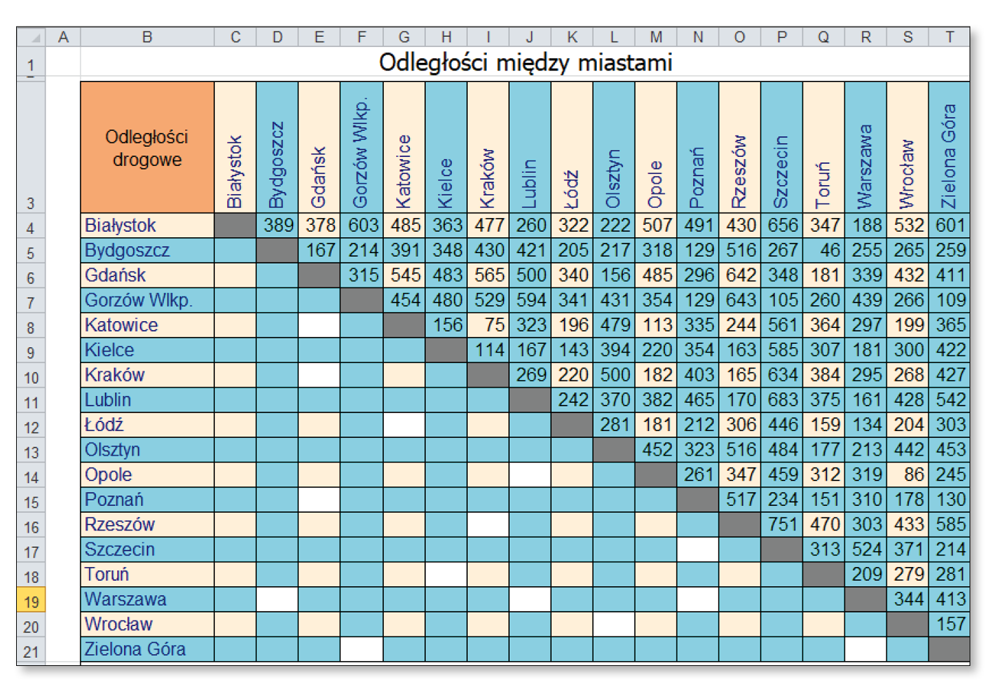 A B C D E F G H I J K L M N O P Q R S T
1 Odległości między miastami
3 Odległości drogowe Białystok Bydgoszcz Gdańsk Gorzów Wlkp. Katowice Kielce Kraków Lublin Łódź Olsztyn Opole Poznań Rzeszów Szczecin Toruń Warszawa Wrocław Zielona Góra
4 Białystok 389 378 603 485 363 477 260 322 222 507 491 430 656 347 188 532 601
5 Bydgoszcz 167 214 391 348 430 421 205 217 318 129 516 267 46 255 265 259
6 Gdańsk 315 545 483 565 500 340 156 485 296 642 348 181 339 432 411
7 Gorzów Wlkp. 454 480 529 594 341 431 354 129 643 105 260 439 266 109
8 Katowice 156 75 323 196 479 113 335 244 561 364 297 199 365
9 Kielce 114 167 143 394 220 354 163 585 307 181 300 422
10 Kraków 269 220 500 182 403 165 634 384 295 268 427
11 Lublin 242 370 382 465 170 683 375 161 428 542
12 Łódź 281 181 212 306 446 159 134 204 303
13 Olsztyn 452 323 516 484 177 213 442 453
14 Opole 261 347 459 312 319 86 245
15 Poznań 517 234 151 310 178 130
16 Rzeszów 751 470 303 433 585
17 Szczecin 313 524 371 214
18 Toruń 209 279 281
19 Warszawa 344 413
20 Wrocław 157
21 Zielona Góra